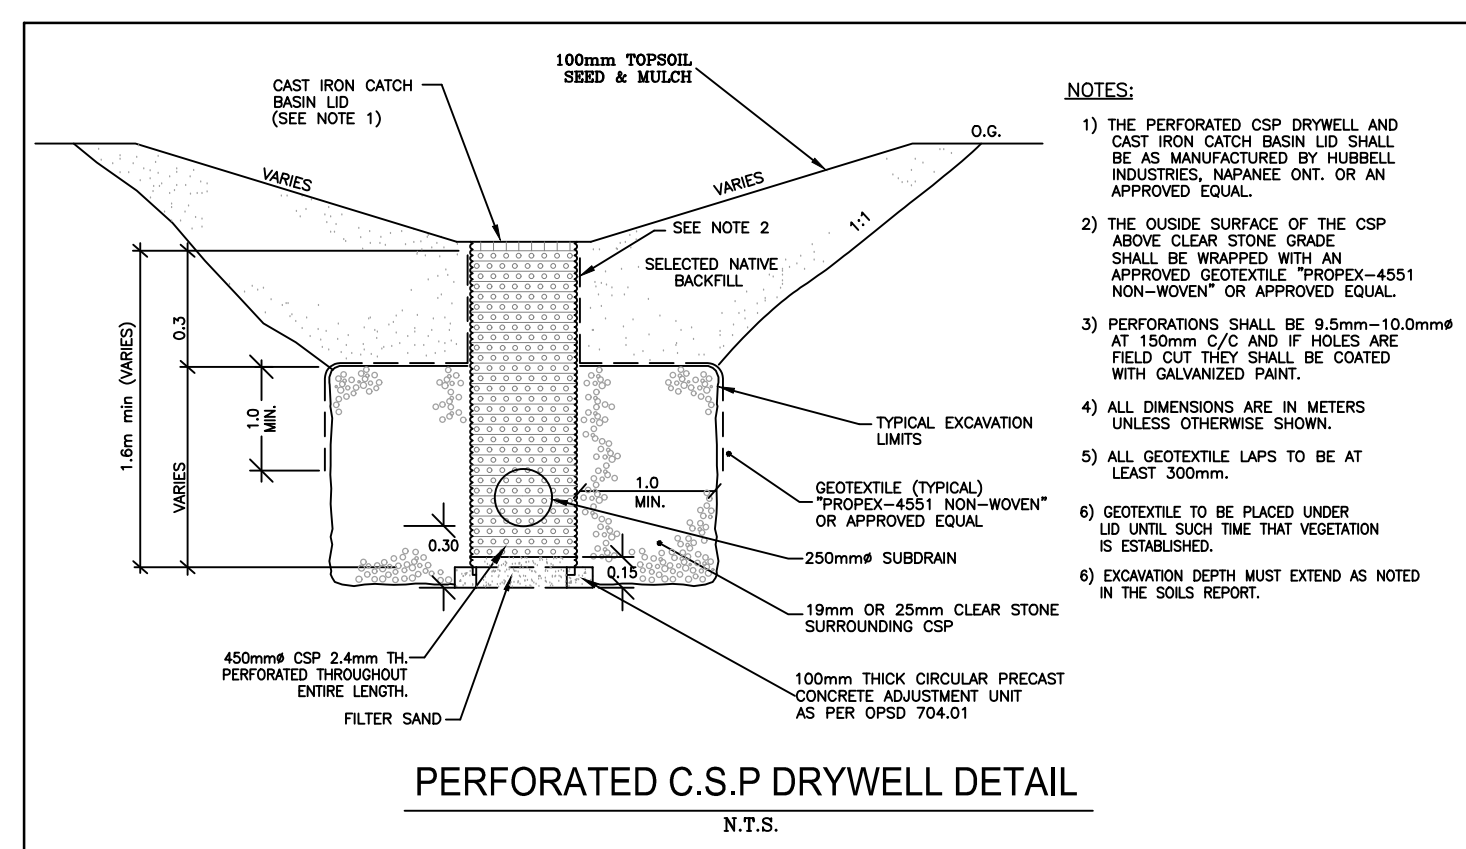 100mm TOPSOIL
SEED & MULCH
CAST IRON CATCH
BASIN LID
(SEE NOTE 1)
O.G.
VARIES
VARIES
1:1
SEE NOTE 2
SELECTED NATIVE
BACKFILL
0.3
1.6m min (VARIES)
1.0
MIN.
VARIES
TYPICAL EXCAVATION
LIMITS
1.0
MIN.
GEOTEXTILE (TYPICAL)
"PROPEX-4551 NON-WOVEN"
OR APPROVED EQUAL
0.30
250mmø SUBDRAIN
0.15
19mm OR 25mm CLEAR STONE
SURROUNDING CSP
450mmø CSP 2.4mm TH.
PERFORATED THROUGHOUT
ENTIRE LENGTH.
100mm THICK CIRCULAR PRECAST
CONCRETE ADJUSTMENT UNIT
AS PER OPSD 704.01
FILTER SAND
NOTES:
1) THE PERFORATED CSP DRYWELL AND
CAST IRON CATCH BASIN LID SHALL
BE AS MANUFACTURED BY HUBBELL
INDUSTRIES, NAPANEE ONT. OR AN
APPROVED EQUAL.
2) THE OUSIDE SURFACE OF THE CSP
ABOVE CLEAR STONE GRADE
SHALL BE WRAPPED WITH AN
APPROVED GEOTEXTILE "PROPEX-4551
NON-WOVEN" OR APPROVED EQUAL.
3) PERFORATIONS SHALL BE 9.5mm-10.0mmø
AT 150mm C/C AND IF HOLES ARE
FIELD CUT THEY SHALL BE COATED
WITH GALVANIZED PAINT.
4) ALL DIMENSIONS ARE IN METERS
UNLESS OTHERWISE SHOWN.
5) ALL GEOTEXTILE LAPS TO BE AT
LEAST 300mm.
6) GEOTEXTILE TO BE PLACED UNDER
LID UNTIL SUCH TIME THAT VEGETATION
IS ESTABLISHED.
6) EXCAVATION DEPTH MUST EXTEND AS NOTED
IN THE SOILS REPORT.
PERFORATED C.S.P DRYWELL DETAIL
N.T.S.